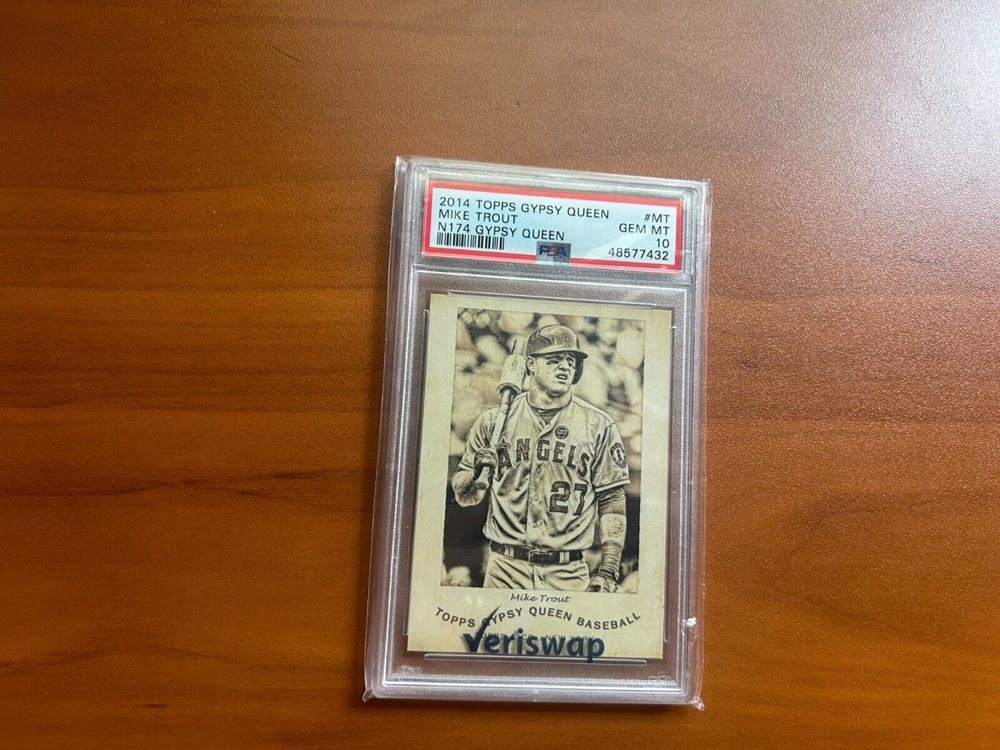 2014 TOPPS GYPSY QUEEN #MT
MIKE TROUT GEM MT
N174 GYPSY QUEEN 10
PSA 48577432
ANGELS
27
Mike Trout
TOPPS GYPSY QUEEN BASEBALL
veriswap